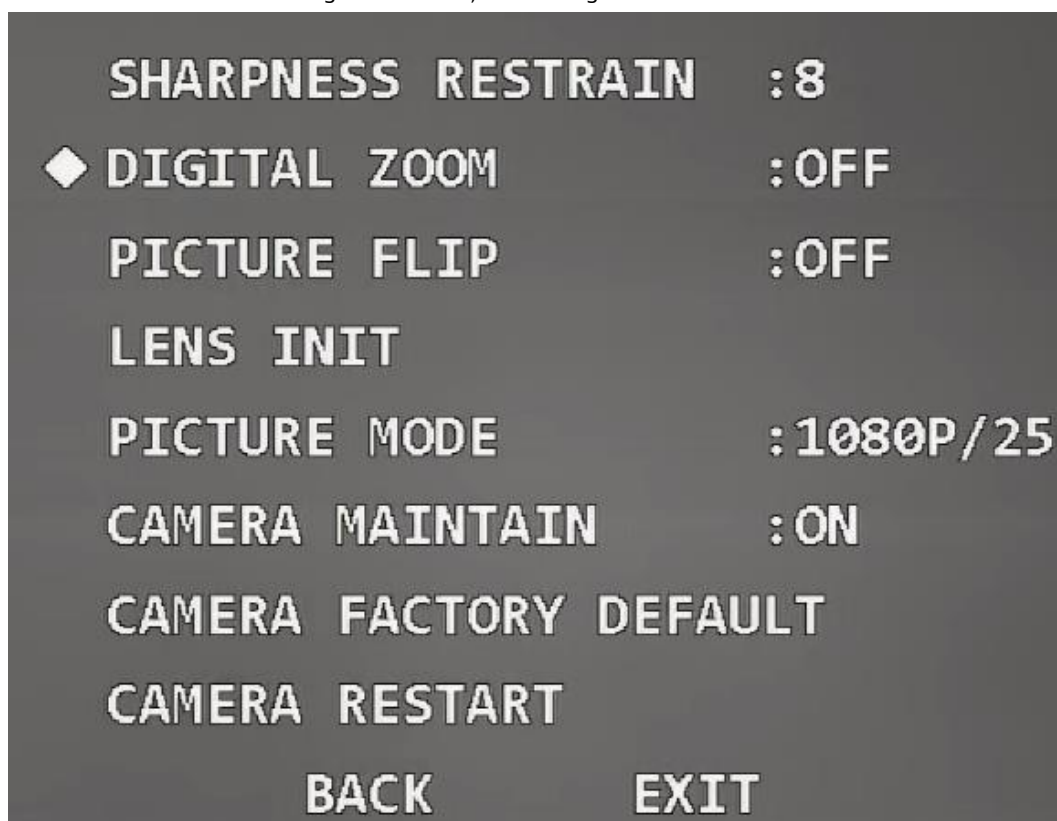 SHARPNESS RESTRAIN :8
DIGITAL ZOOM :OFF
PICTURE FLIP :OFF
LENS INIT
PICTURE MODE :1080P/25
CAMERA MAINTAIN :ON
CAMERA FACTORY DEFAULT
CAMERA RESTART
BACK EXIT